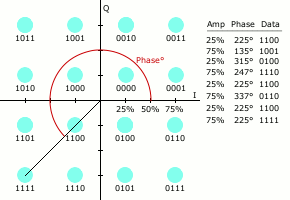 Q
Amp Phase Data
1011 1001 0010 0011
25% 225° 1100
75% 135° 1001
25% 315° 0100
75% 247° 1110
25% 225° 1100
75% 337° 0110
25% 225° 1100
75% 225° 1111
Phase°
1010 1000 0000 0001
I
25% 50% 75%
1101 1100 0100 0110
1111 1110 0101 0111